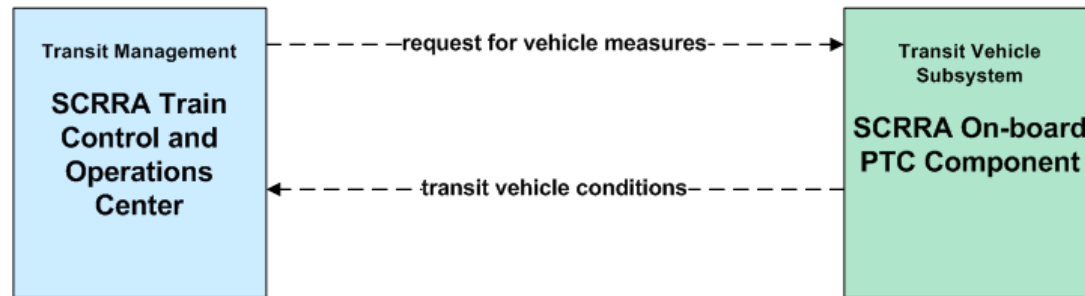 Transit Management
SCRRA Train
Control and
Operations
Center
request for vehicle measures
transit vehicle conditions
Transit Vehicle
Subsystem
SCRRA On-board
PTC Component